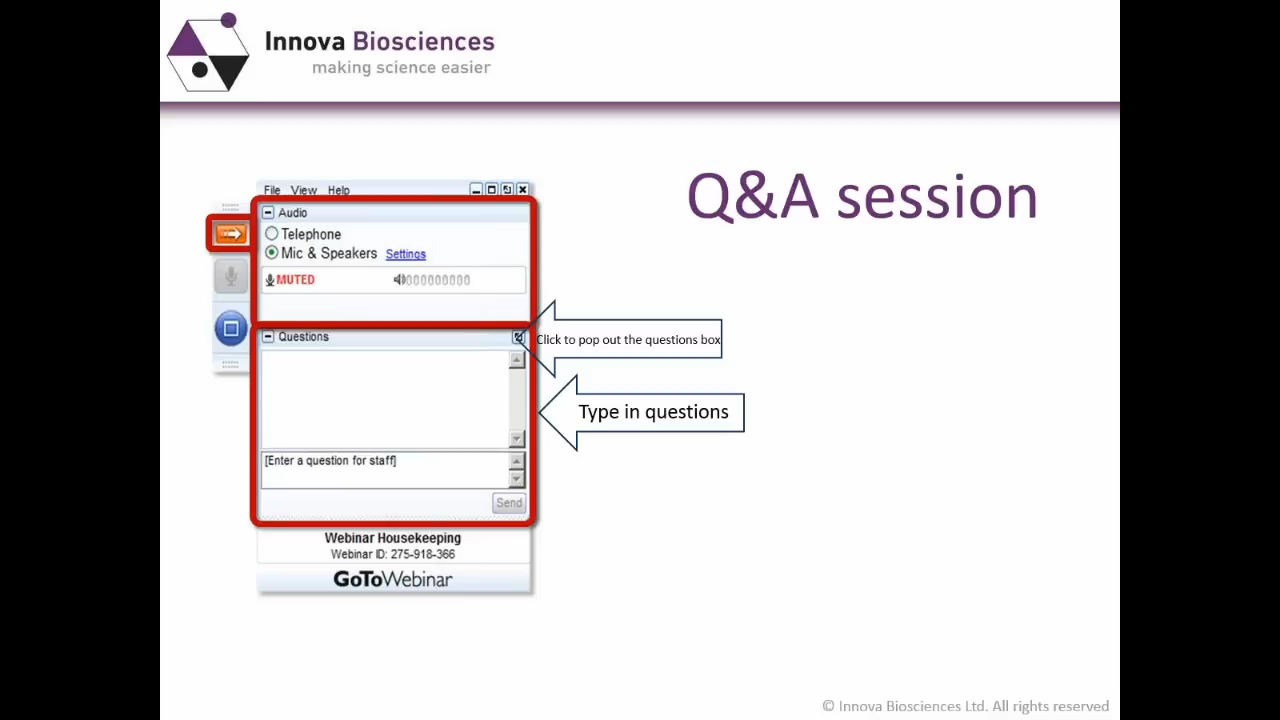 Innova Biosciences
making science easier
Q&A session
File View Help
Audio
Telephone
Mic & Speakers Settings
MUTED
Questions
Click to pop out the questions box
Type in questions
[Enter a question for staff]
Send
Webinar Housekeeping
Webinar ID: 275-918-366
GoToWebinar
© Innova Biosciences Ltd. All rights reserved